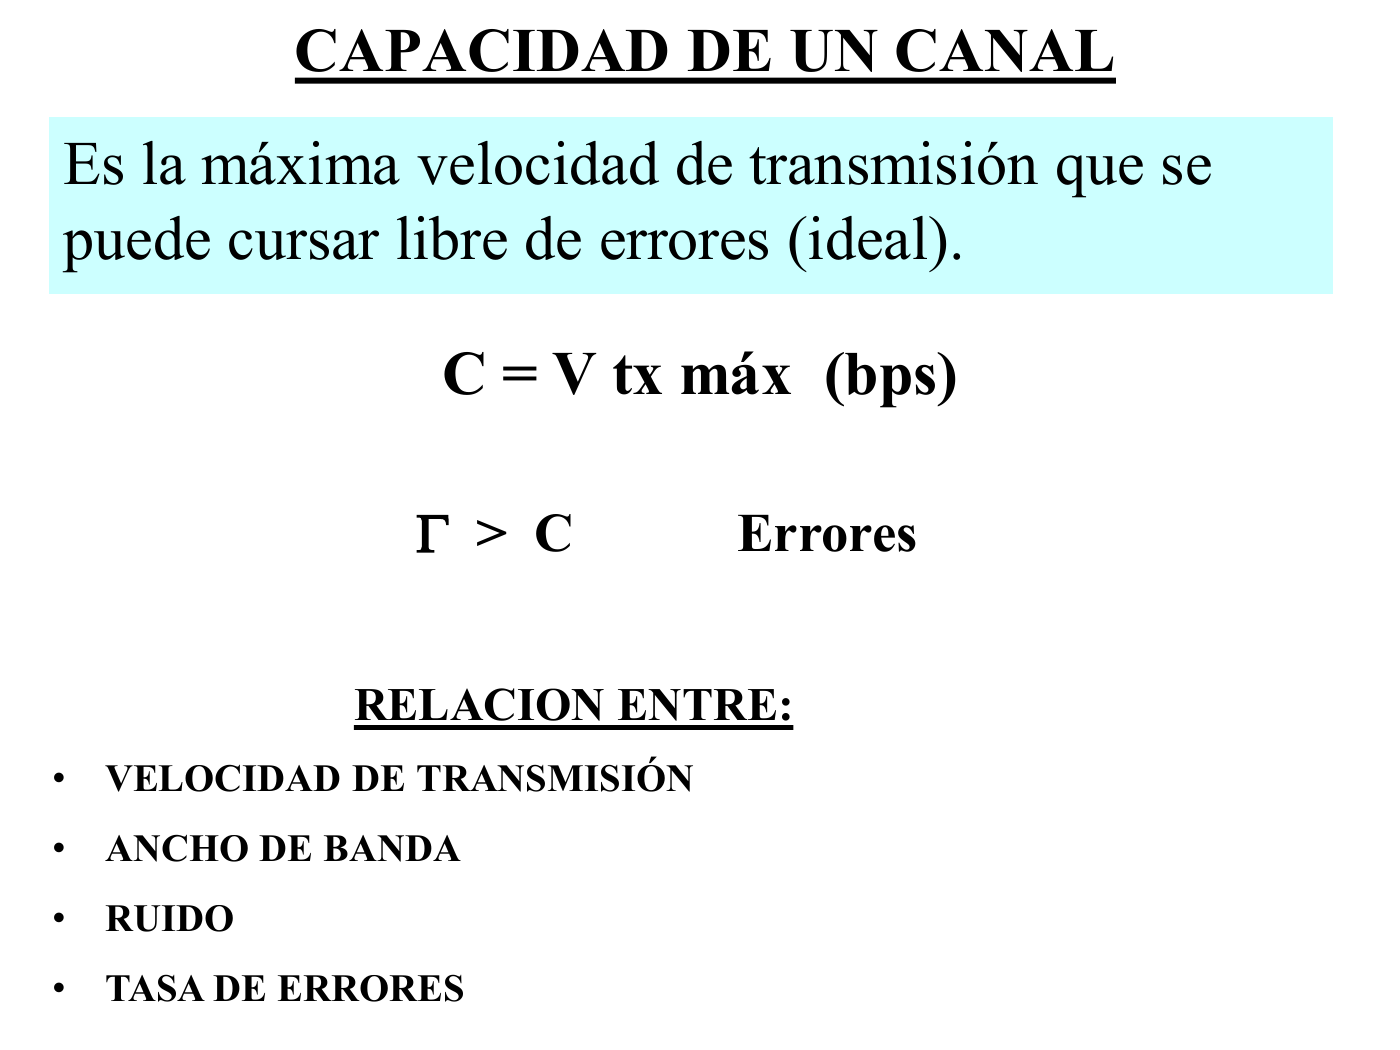 CAPACIDAD DE UN CANAL
Es la máxima velocidad de transmisión que se
puede cursar libre de errores (ideal).
C = V tx máx (bps)
Γ > C Errores
RELACION ENTRE:
• VELOCIDAD DE TRANSMISIÓN
• ANCHO DE BANDA
• RUIDO
• TASA DE ERRORES